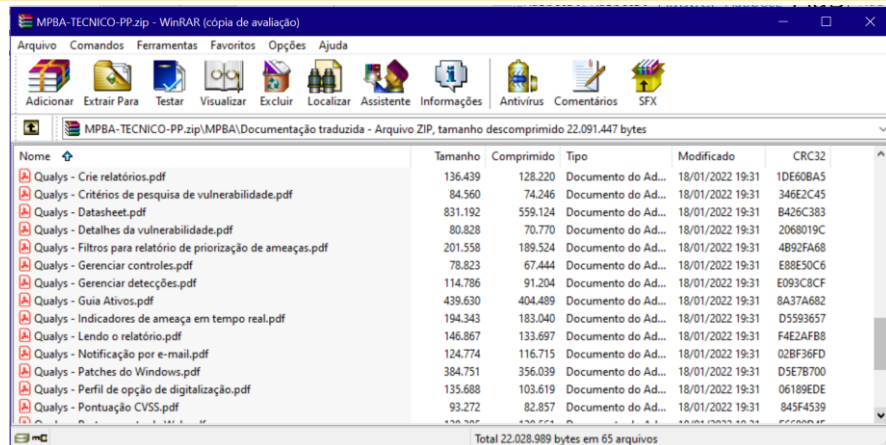 MPBA-TECNICO-PP.zip - WinRAR (cópia de avaliação)
Arquivo Comandos Ferramentas Favoritos Opções Ajuda
Adicionar Extrair Para Testar Visualizar Excluir Localizar Assistente Informações Antivírus Comentários SFX
MPBA-TECNICO-PP.zip\MPBA\Documentação traduzida - Arquivo ZIP, tamanho descomprimido 22.091.447 bytes
Nome Tamanho Comprimido Tipo Modificado CRC32
Qualys - Crie relatórios.pdf 136.439 128.220 Documento do Ad... 18/01/2022 19:31 1DE60BA5
Qualys - Critérios de pesquisa de vulnerabilidade.pdf 84.560 74.246 Documento do Ad... 18/01/2022 19:31 346E2C45
Qualys - Datasheet.pdf 831.192 559.124 Documento do Ad... 18/01/2022 19:31 B426C383
Qualys - Detalhes da vulnerabilidade.pdf 80.828 70.770 Documento do Ad... 18/01/2022 19:31 2068019C
Qualys - Filtros para relatório de priorização de ameaças.pdf 201.558 189.524 Documento do Ad... 18/01/2022 19:31 4B92FA68
Qualys - Gerenciar controles.pdf 78.823 67.444 Documento do Ad... 18/01/2022 19:31 E88E50C6
Qualys - Gerenciar detecções.pdf 114.786 91.204 Documento do Ad... 18/01/2022 19:31 E093C8CF
Qualys - Guia Ativos.pdf 439.630 404.489 Documento do Ad... 18/01/2022 19:31 8A37A682
Qualys - Indicadores de ameaça em tempo real.pdf 194.343 183.040 Documento do Ad... 18/01/2022 19:31 D5593657
Qualys - Lendo o relatório.pdf 146.867 133.697 Documento do Ad... 18/01/2022 19:31 F4E2AFB8
Qualys - Notificação por e-mail.pdf 124.774 116.715 Documento do Ad... 18/01/2022 19:31 02BF36FD
Qualys - Patches do Windows.pdf 384.751 356.039 Documento do Ad... 18/01/2022 19:31 D5E7B700
Qualys - Perfil de opção de digitalização.pdf 135.688 103.619 Documento do Ad... 18/01/2022 19:31 06189EDE
Qualys - Pontuação CVSS.pdf 93.272 82.857 Documento do Ad... 18/01/2022 19:31 845F4539
Total 22.028.989 bytes em 65 arquivos